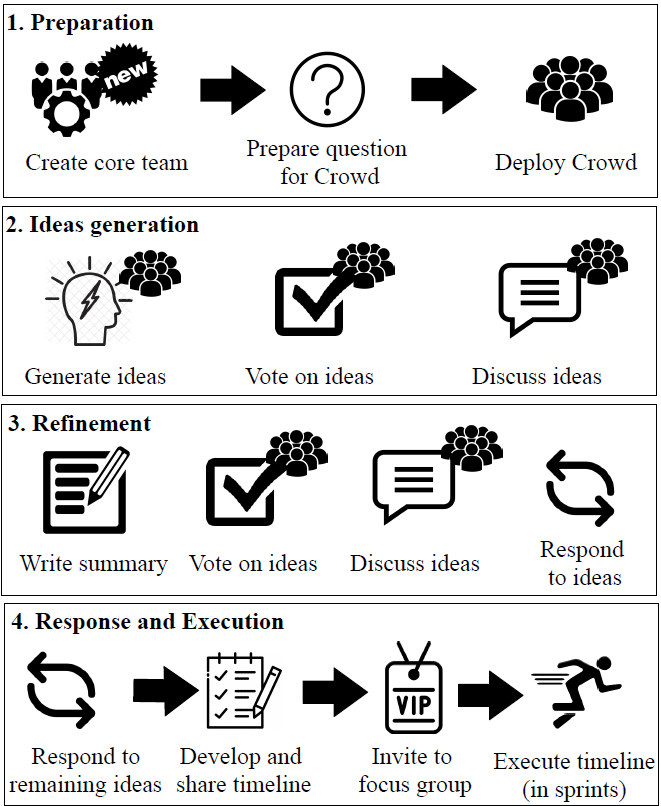 1. Preparation
new
Create core team
Prepare question
for Crowd
Deploy Crowd
2. Ideas generation
Generate ideas
Vote on ideas
Discuss ideas
3. Refinement
Write summary
Vote on ideas
Discuss ideas
Respond
to ideas
4. Response and Execution
VIP
Respond to
remaining ideas
Develop and
share timeline
Invite to
focus group
Execute timeline
(in sprints)